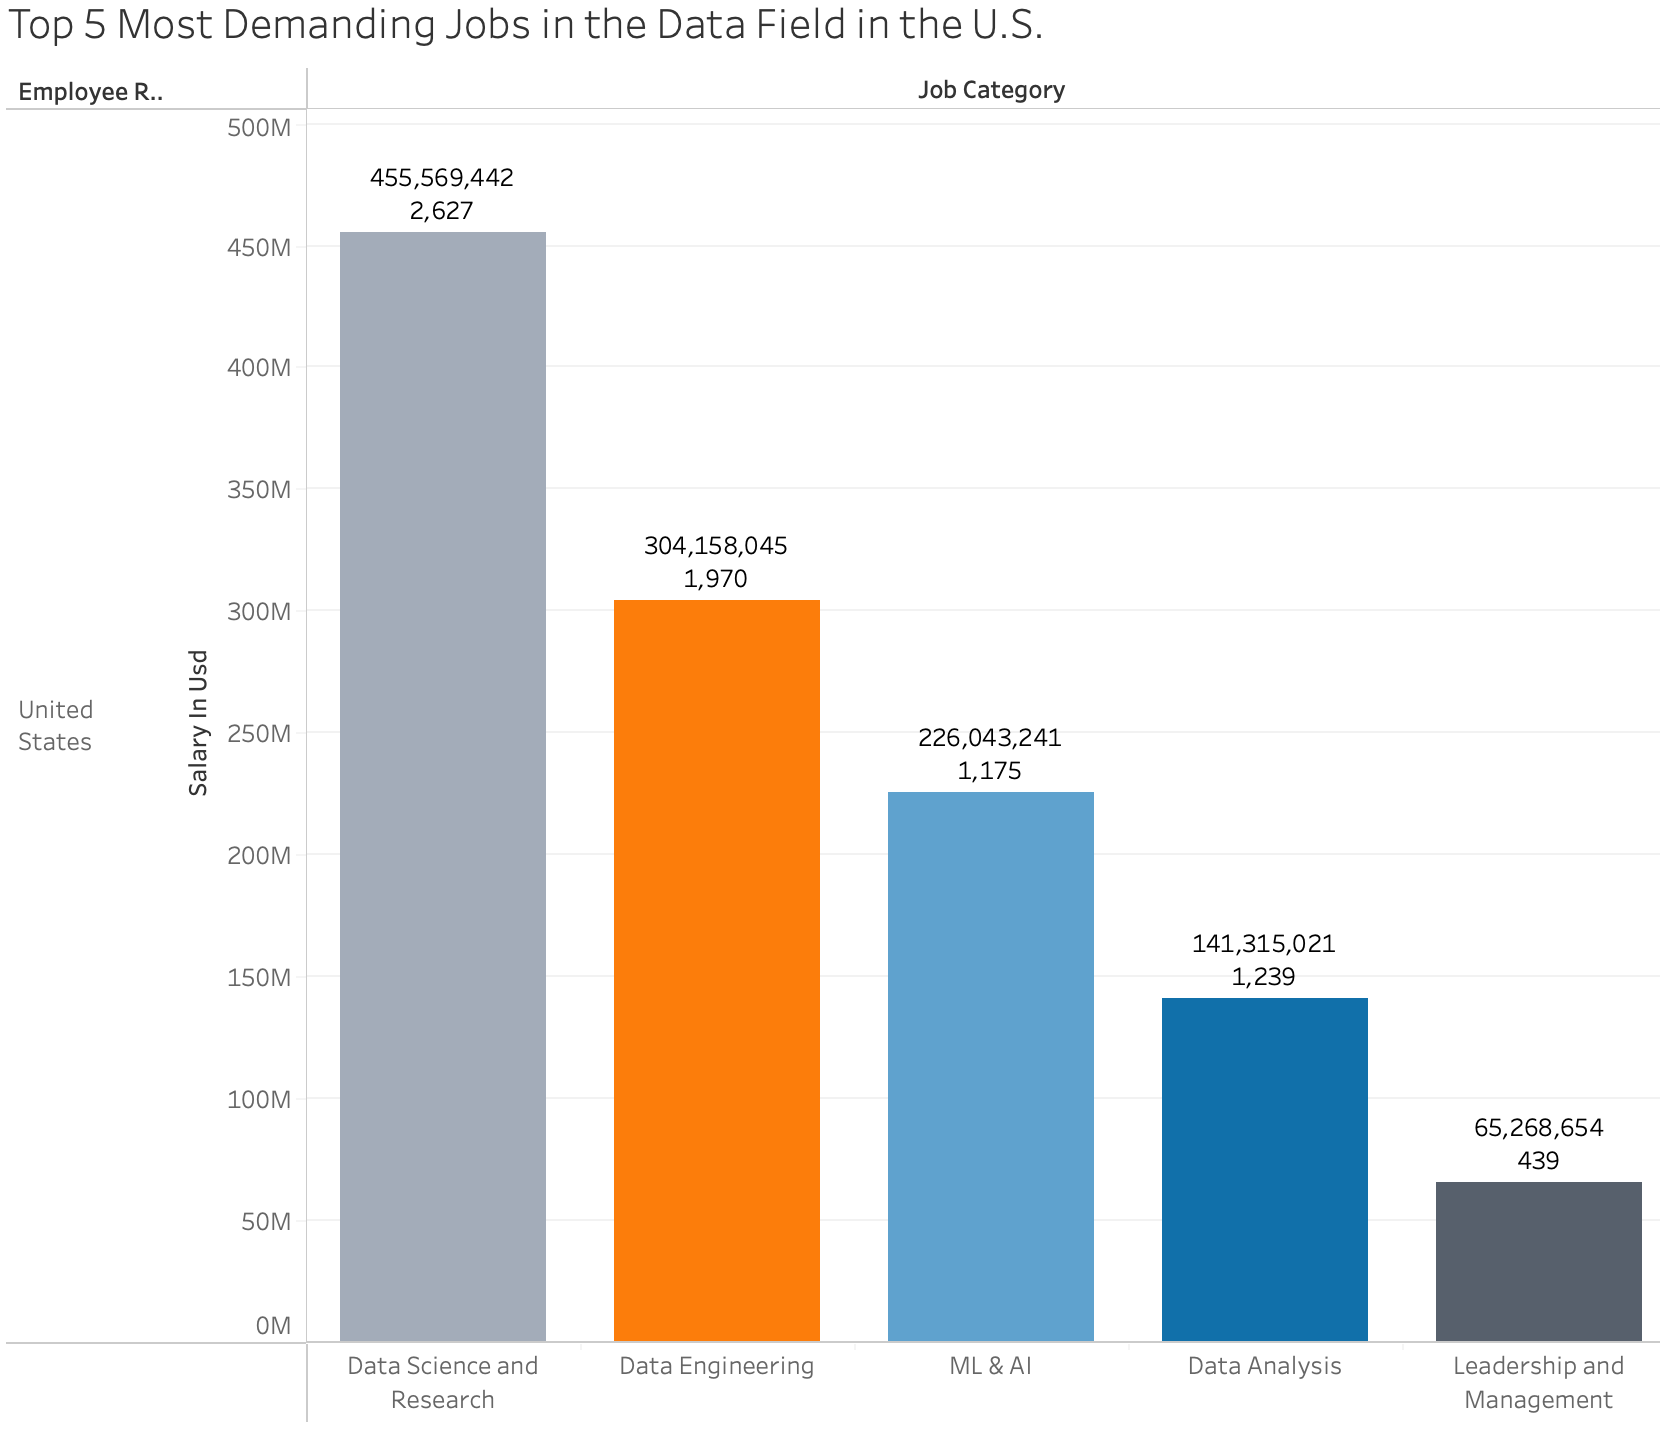 Top 5 Most Demanding Jobs in the Data Field in the U.S.
Employee R..
Job Category
500M
450M
400M
350M
300M
250M
200M
150M
100M
50M
0M
Salary In Usd
United
States
455,569,442
2,627
304,158,045
1,970
226,043,241
1,175
141,315,021
1,239
65,268,654
439
Data Science and
Research
Data Engineering
ML & AI
Data Analysis
Leadership and
Management